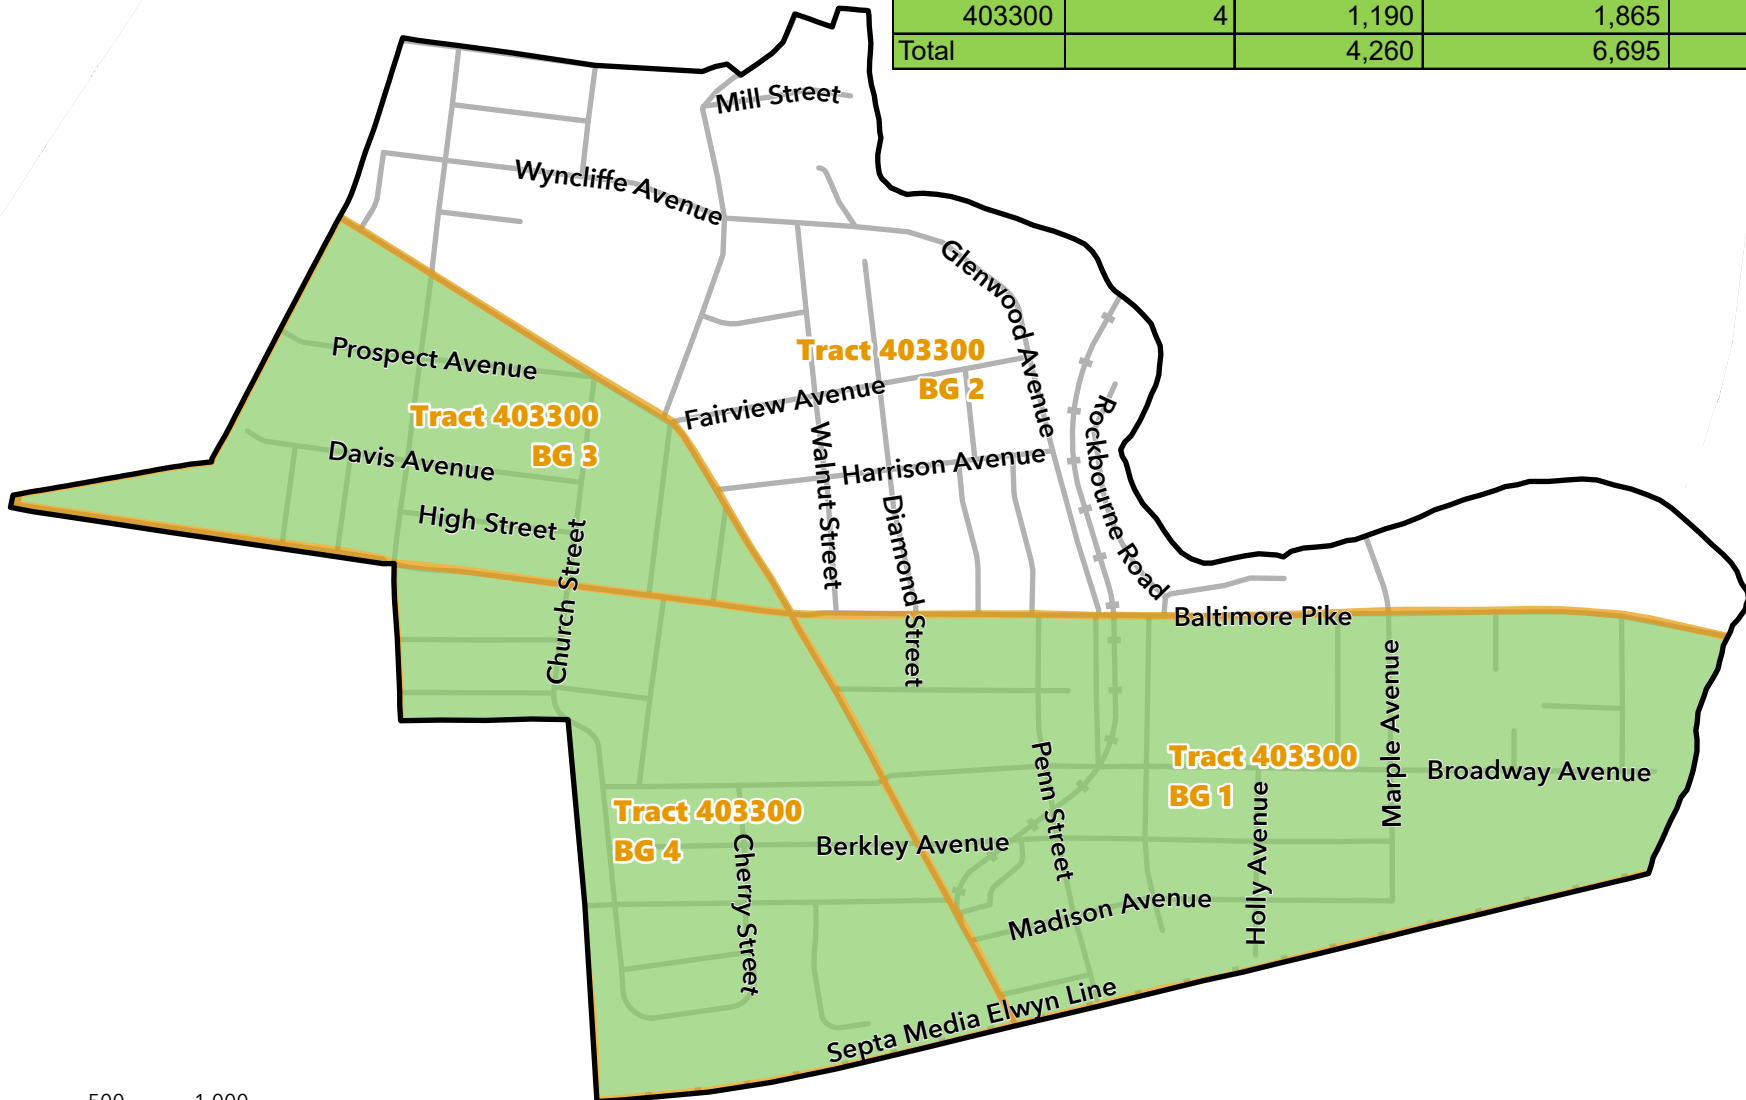 403300 4 1,190 1,865
Total 4,260 6,695
Mill Street
Wyncliffe Avenue
Glenwood Avenue
Prospect Avenue
Tract 403300
BG 2
Fairview Avenue
Tract 403300
BG 3
Rockbourne Road
Davis Avenue
Walnut Street
Harrison Avenue
High Street
Diamond Street
Church Street
Baltimore Pike
Marple Avenue
Penn Street
Tract 403300
BG 1
Broadway Avenue
Tract 403300
BG 4
Cherry Street
Berkley Avenue
Holly Avenue
Madison Avenue
Septa Media Elwyn Line
500 1,000